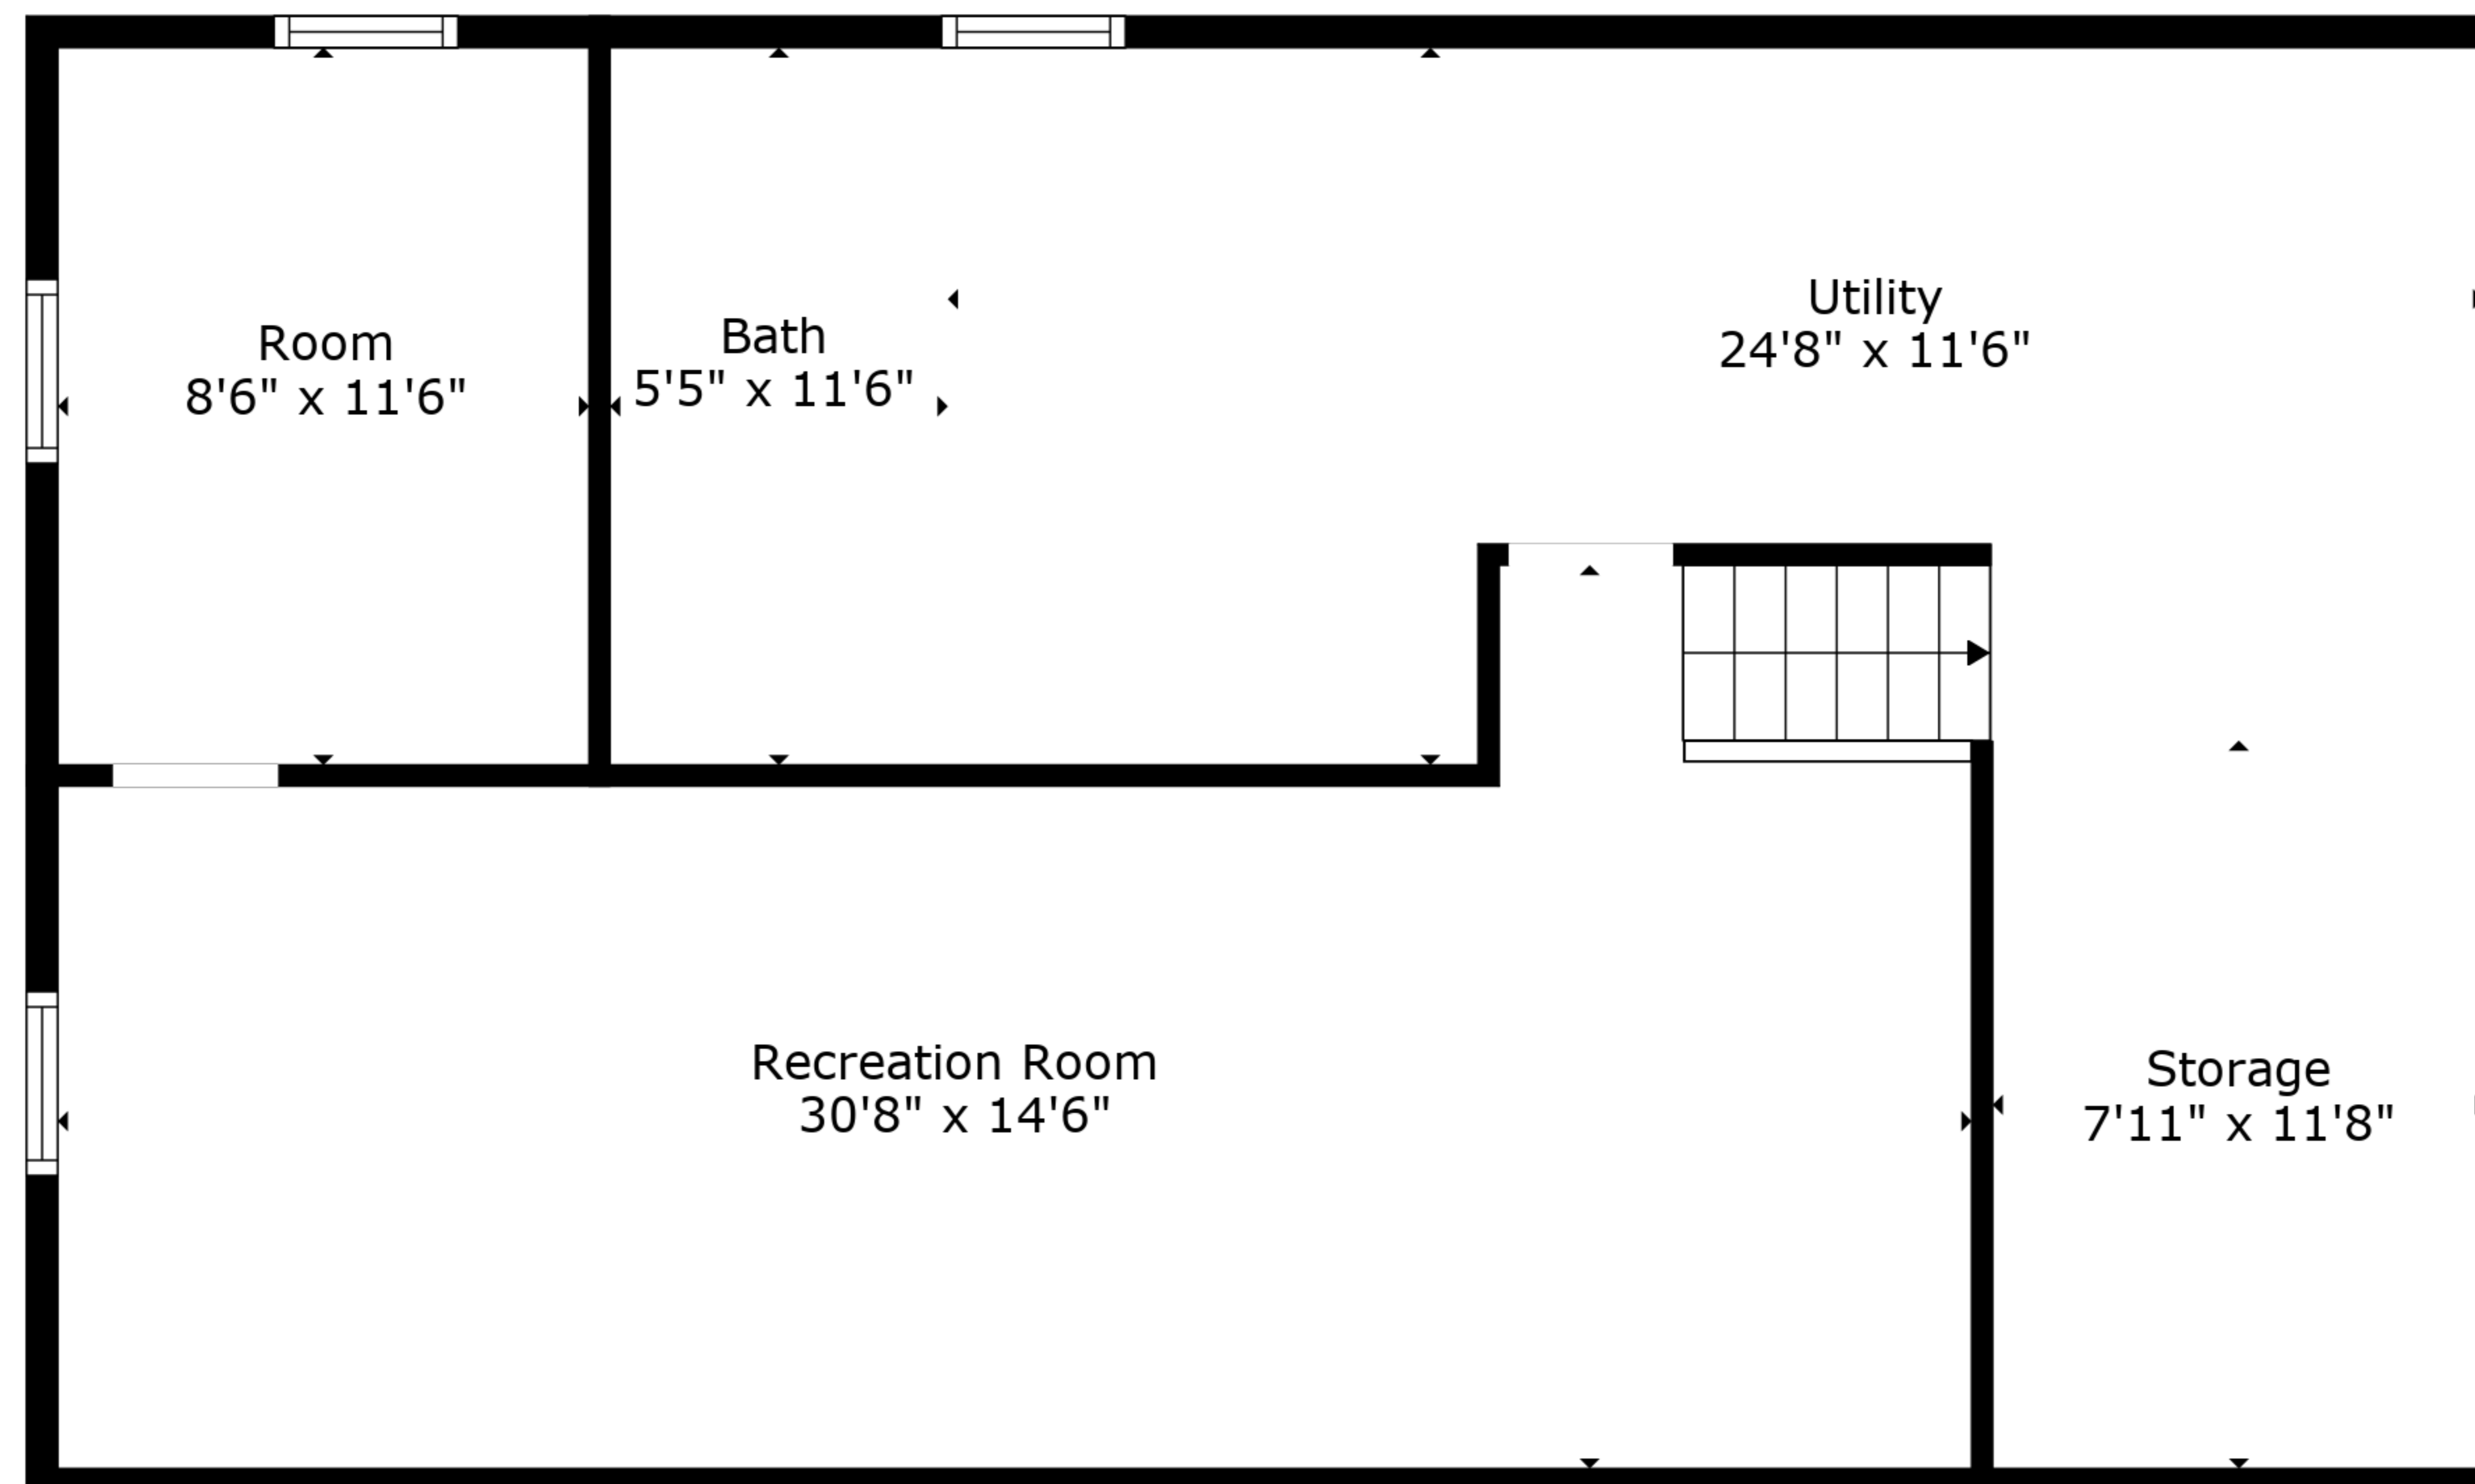 Utility
24'8" x 11'6"
Room
8'6" x 11'6"
Bath
5'5" x 11'6"
Recreation Room
30'8" x 14'6"
Storage
7'11" x 11'8"